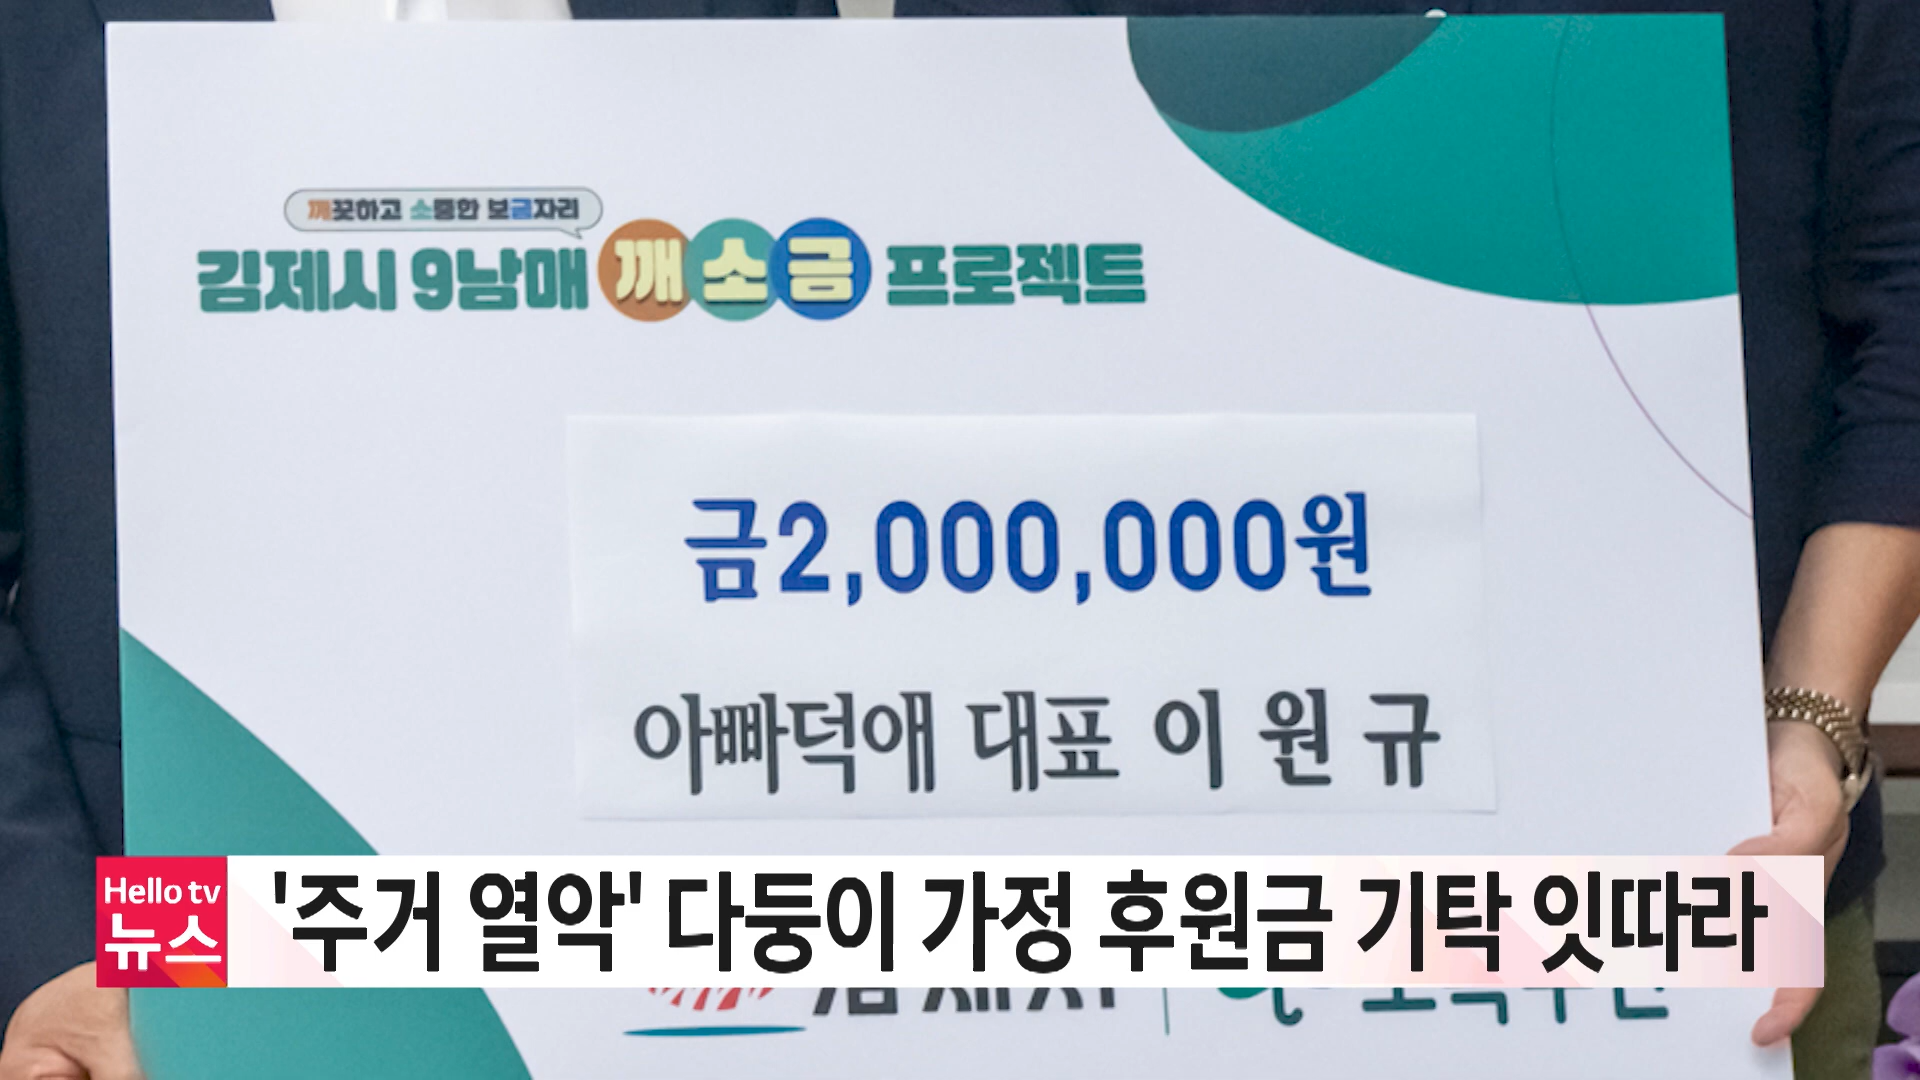 깨끗하고 소중한 보금자리
김제시 9남매 깨소금 프로젝트
금2,000,000원
아빠덕애 대표 이 원 규
Hello tv
뉴스
'주거 열악' 다둥이 가정 후원금 기탁 잇따라
김제시